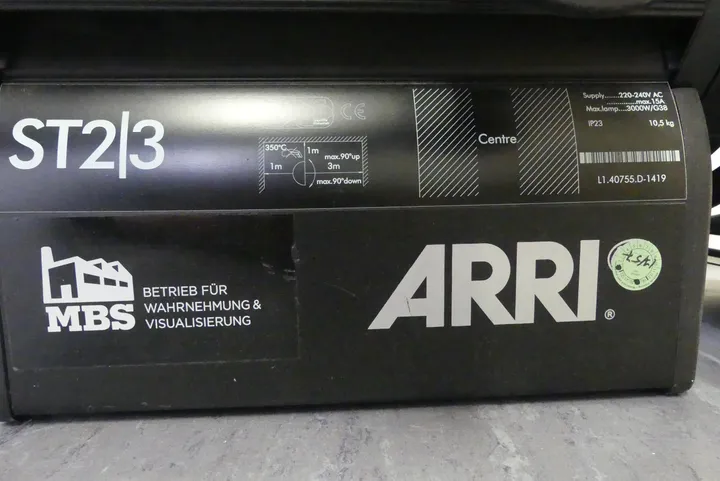 ST2|3
350°C
1m
max.90°up
1m
3m
max.90°down
CE
Centre
Supply......220-240V AC
............max.15A
Max.lamp...3000W/G38
IP23 10,5 kg
L1.40755.D-1419
MBS
BETRIEB FÜR
WAHRNEHMUNG &
VISUALISIERUNG
ARRI®